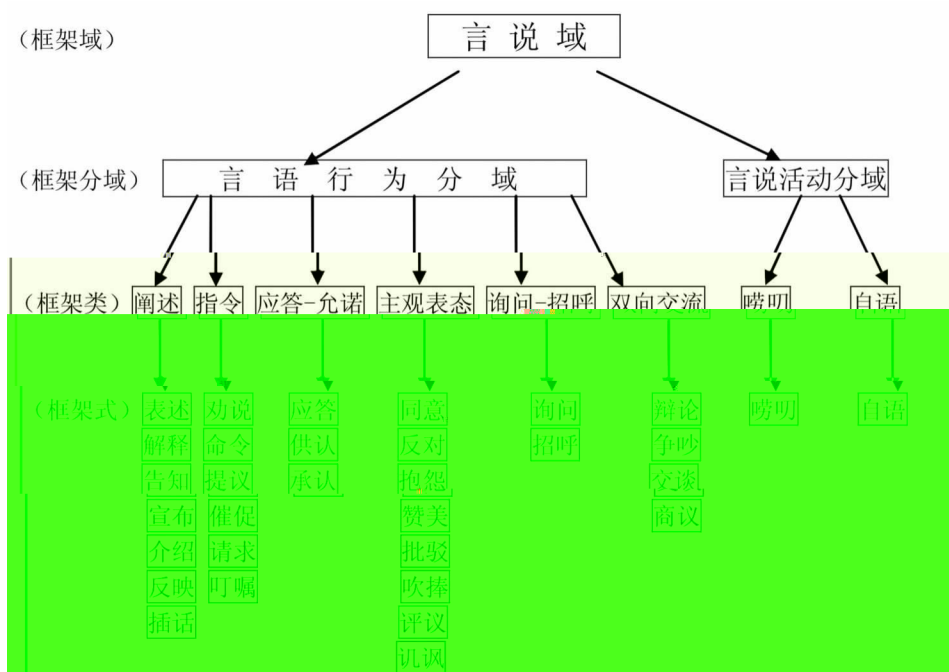 （框架域） 言说域
（框架分域） 言语行为分域 言说活动分域
（框架类） 阐述 指令 应答-允诺 主观表态 询问-招呼 双向交流 唠叨 自语
（框架式） 表述 劝说 应答 同意 询问 辩论 唠叨 自语
解释 命令 供认 反对 招呼 争吵
告知 提议 承认 抱怨 交谈
宣布 催促 赞美 商议
介绍 请求 批驳
反映 叮嘱 吹捧
插话 评议
讥讽